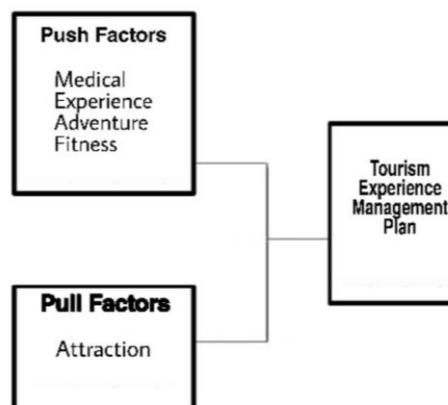 Push Factors
Medical
Experience
Adventure
Fitness
Tourism
Experience
Management
Plan
Pull Factors
Attraction